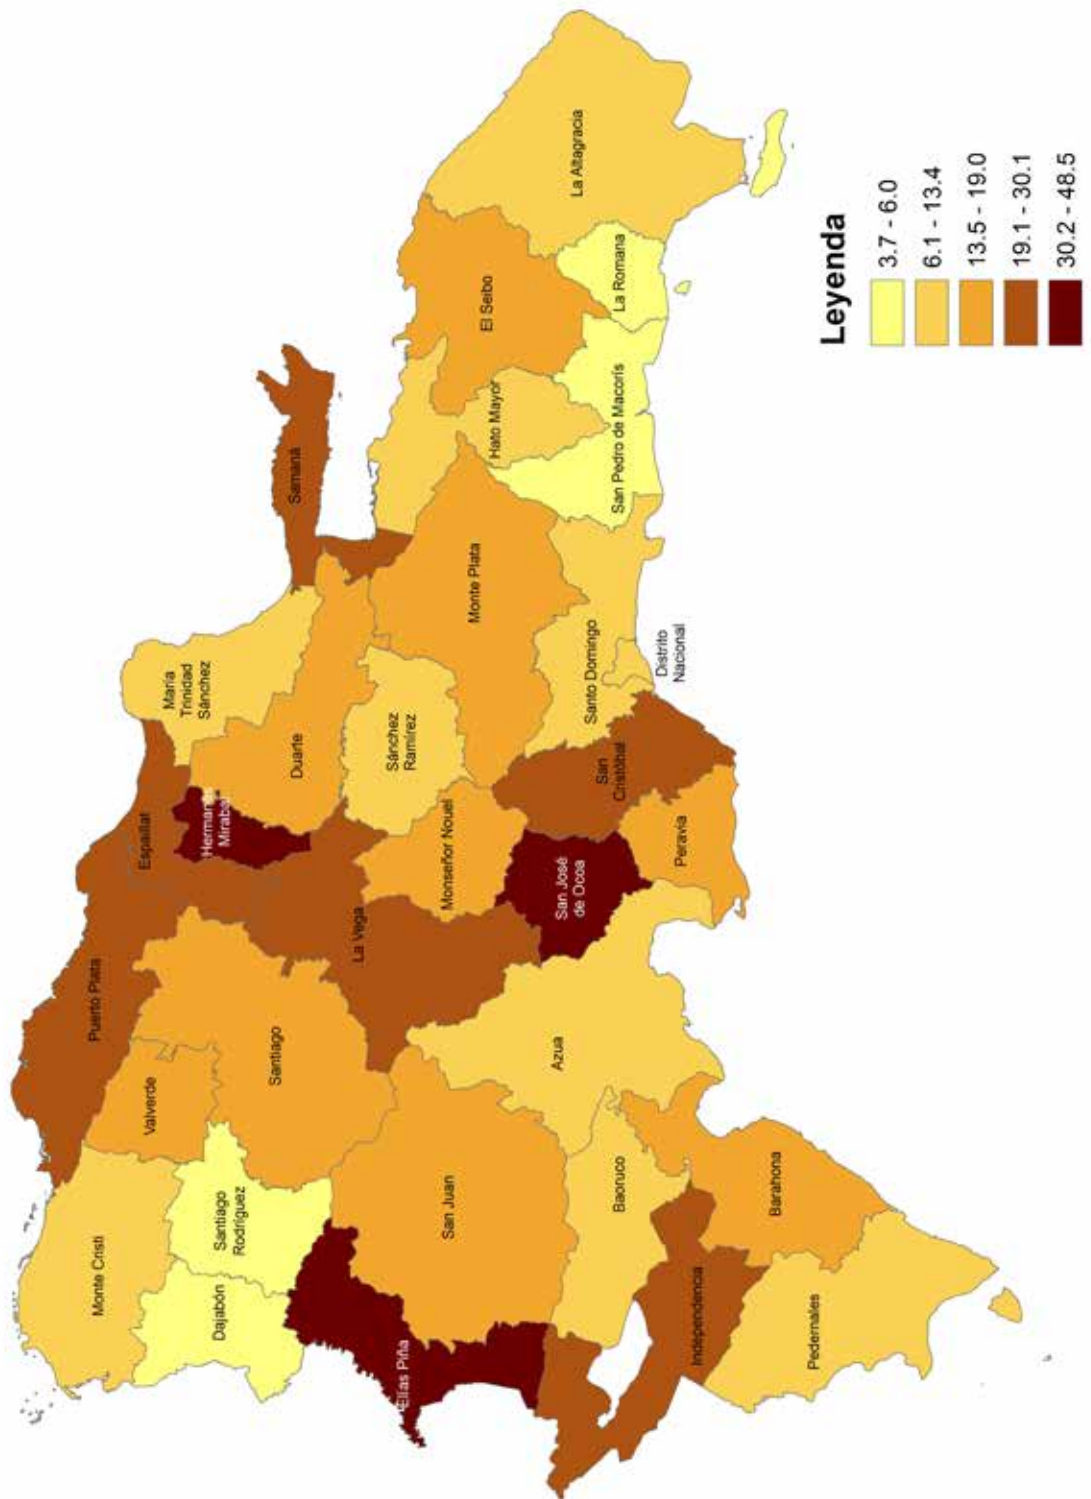 Monte Cristi
Puerto Plata
Valverde
Espaillat
María
Trinidad
Sánchez
Samaná
Dajabón
Santiago
Rodríguez
Santiago
Hermanas
Mirabal
Duarte
La Vega
Sánchez
Ramírez
Monseñor Nouel
Monte Plata
Hato Mayor
El Seibo
La Altagracia
Elías Piña
San Juan
Azua
San José
de Ocoa
San
Cristóbal
Santo Domingo
Distrito
Nacional
San Pedro de Macorís
La Romana
Peravia
Baoruco
Independencia
Barahona
Pedernales
Leyenda
3.7 - 6.0
6.1 - 13.4
13.5 - 19.0
19.1 - 30.1
30.2 - 48.5